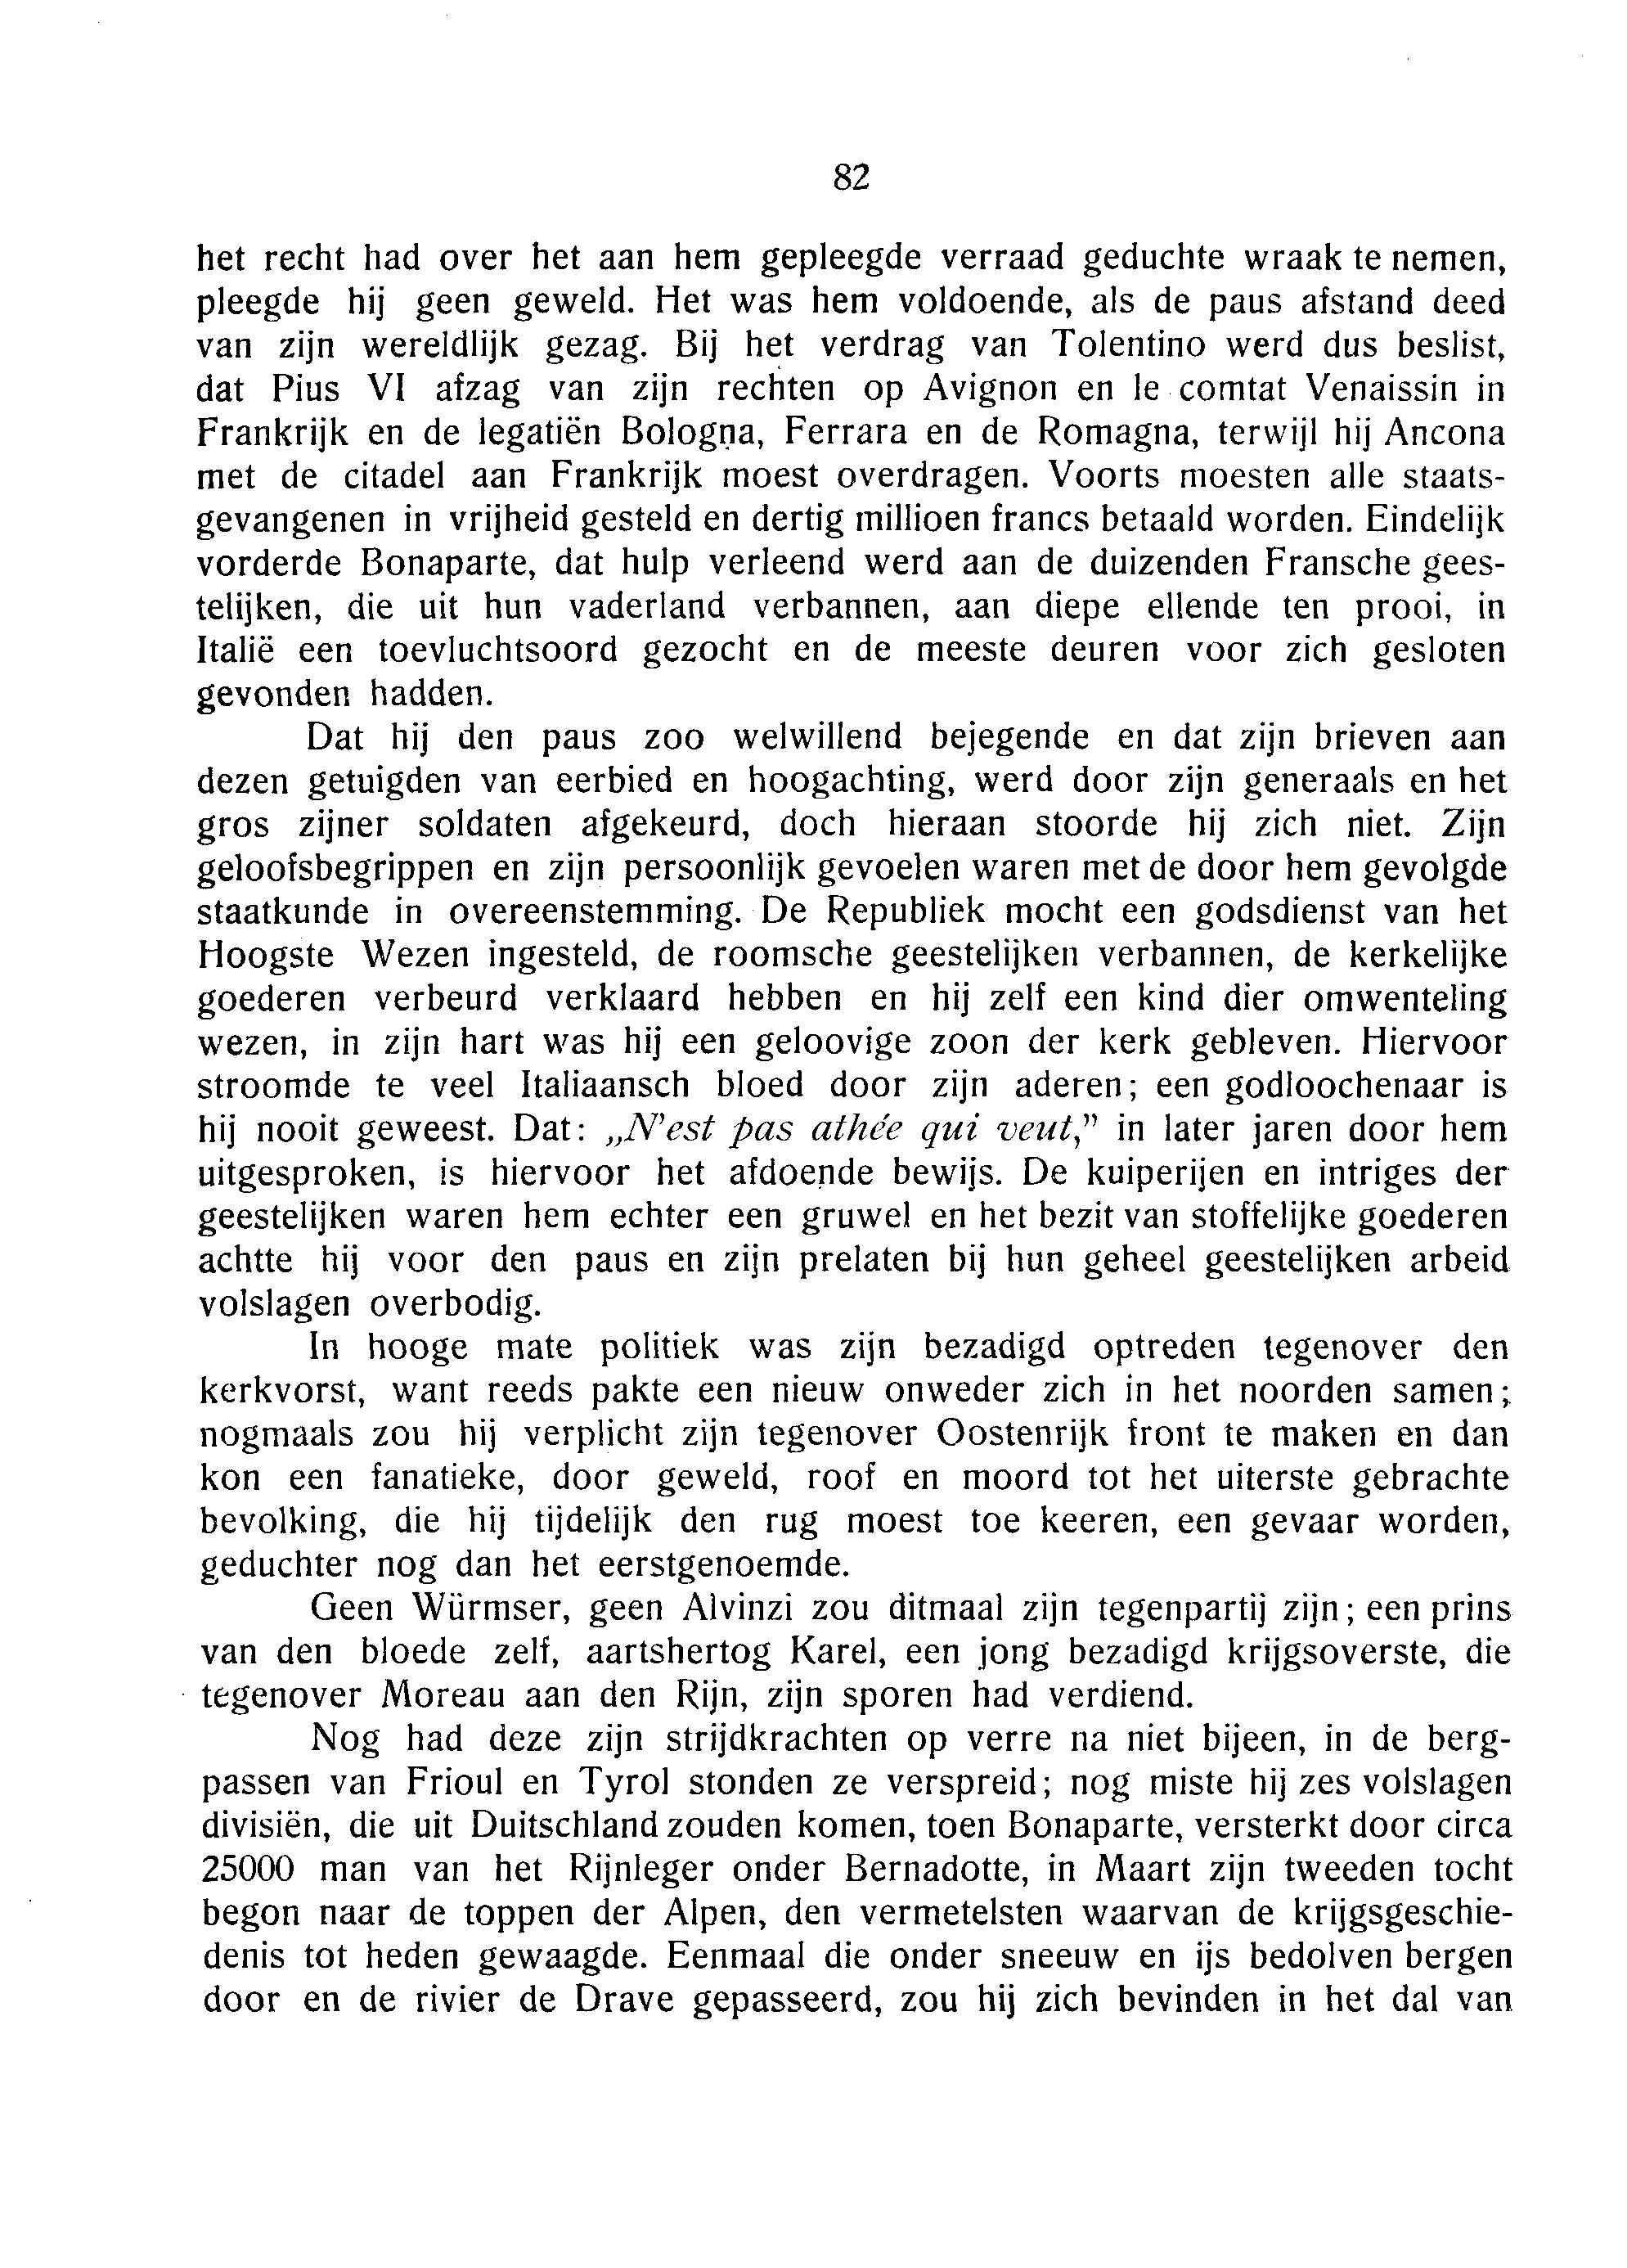 82
het recht had over het aan hem gepleegde verraad geduchte wraak te nemen,
pleegde hij geen geweld. Het was hem voldoende, als de paus afstand deed
van zijn wereldlijk gezag. Bij het verdrag van Tolentino werd dus beslist,
dat Pius VI afzag van zijn rechten op Avignon en le comtat Venaissin in
Frankrijk en de legatiën Bologna, Ferrara en de Romagna, terwijl hij Ancona
met de citadel aan Frankrijk moest overdragen. Voorts moesten alle staats-
gevangenen in vrijheid gesteld en dertig millioen francs betaald worden. Eindelijk
vorderde Bonaparte, dat hulp verleend werd aan de duizenden Fransche gees-
telijken, die uit hun vaderland verbannen, aan diepe ellende ten prooi, in
Italië een toevluchtsoord gezocht en de meeste deuren voor zich gesloten
gevonden hadden.
Dat hij den paus zoo welwillend bejegende en dat zijn brieven aan
dezen getuigden van eerbied en hoogachting, werd door zijn generaals en het
gros zijner soldaten afgekeurd, doch hieraan stoorde hij zich niet. Zijn
geloofsbegrippen en zijn persoonlijk gevoelen waren met de door hem gevolgde
staatkunde in overeenstemming. De Republiek mocht een godsdienst van het
Hoogste Wezen ingesteld, de roomsche geestelijken verbannen, de kerkelijke
goederen verbeurd verklaard hebben en hij zelf een kind dier omwenteling
wezen, in zijn hart was hij een geloovige zoon der kerk gebleven. Hiervoor
stroomde te veel Italiaansch bloed door zijn aderen; een godloochenaar is
hij nooit geweest. Dat: „N'est pas athée qui veut,” in later jaren door hem
uitgesproken, is hiervoor het afdoende bewijs. De kuiperijen en intriges der
geestelijken waren hem echter een gruwel en het bezit van stoffelijke goederen
achtte hij voor den paus en zijn prelaten bij hun geheel geestelijken arbeid
volslagen overbodig.
In hooge mate politiek was zijn bezadigd optreden tegenover den
kerkvorst, want reeds pakte een nieuw onweder zich in het noorden samen;
nogmaals zou hij verplicht zijn tegenover Oostenrijk front te maken en dan
kon een fanatieke, door geweld, roof en moord tot het uiterste gebrachte
bevolking, die hij tijdelijk den rug moest toe keeren, een gevaar worden,
geduchter nog dan het eerstgenoemde.
Geen Würmser, geen Alvinzi zou ditmaal zijn tegenpartij zijn; een prins
van den bloede zelf, aartshertog Karel, een jong bezadigd krijgsoverste, die
tegenover Moreau aan den Rijn, zijn sporen had verdiend.
Nog had deze zijn strijdkrachten op verre na niet bijeen, in de berg-
passen van Frioul en Tyrol stonden ze verspreid; nog miste hij zes volslagen
divisiën, die uit Duitschland zouden komen, toen Bonaparte, versterkt door circa
25000 man van het Rijnleger onder Bernadotte, in Maart zijn tweeden tocht
begon naar de toppen der Alpen, den vermetelsten waarvan de krijgsgeschie-
denis tot heden gewaagde. Eenmaal die onder sneeuw en ijs bedolven bergen
door en de rivier de Drave gepasseerd, zou hij zich bevinden in het dal van